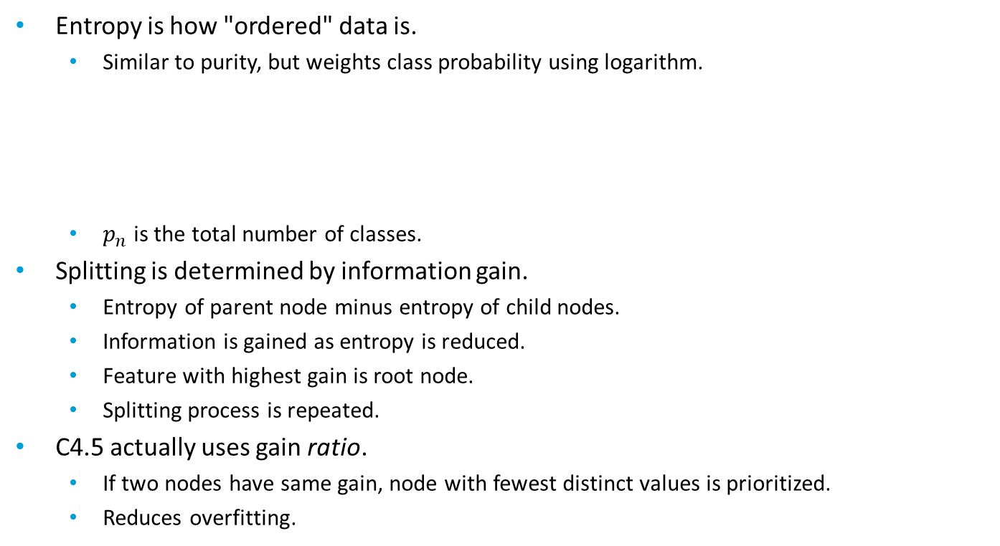 • Entropy is how "ordered" data is.
• Similar to purity, but weights class probability using logarithm.
• pₙ is the total number of classes.
• Splitting is determined by information gain.
• Entropy of parent node minus entropy of child nodes.
• Information is gained as entropy is reduced.
• Feature with highest gain is root node.
• Splitting process is repeated.
• C4.5 actually uses gain ratio.
• If two nodes have same gain, node with fewest distinct values is prioritized.
• Reduces overfitting.